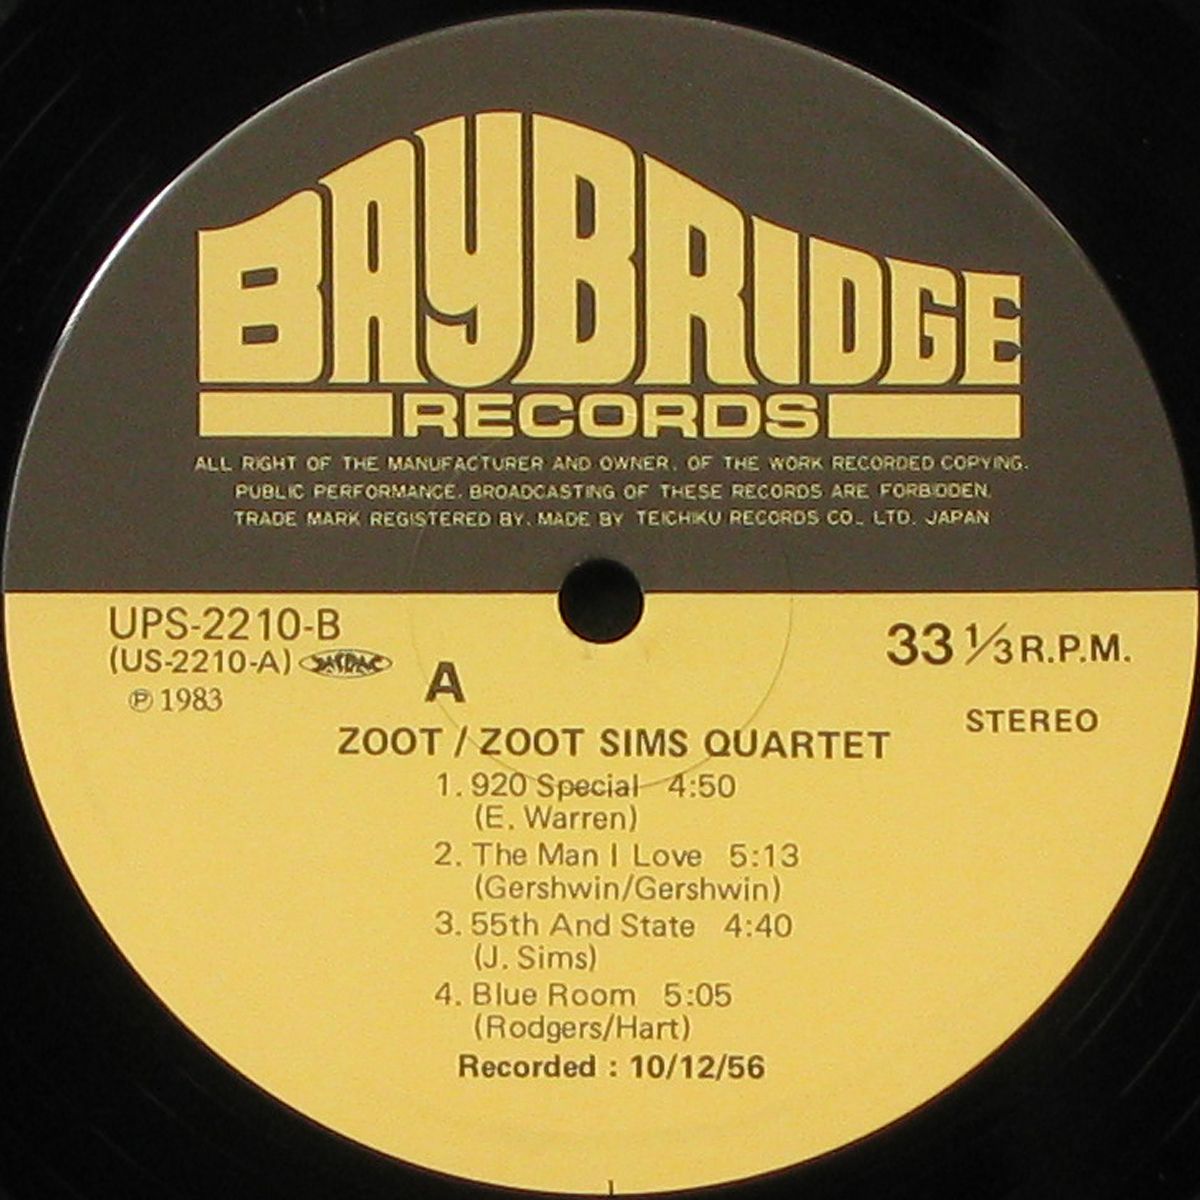 BAYBRIDGE
RECORDS
ALL RIGHT OF THE MANUFACTURER AND OWNER. OF THE WORK RECORDED COPYING.
PUBLIC PERFORMANCE. BROADCASTING OF THESE RECORDS ARE FORBIDDEN.
TRADE MARK REGISTERED BY. MADE BY TEICHIKU RECORDS CO., LTD. JAPAN
UPS-2210-B
(US-2210-A) JASRAC
℗ 1983
A
33 1/3 R.P.M.
STEREO
ZOOT / ZOOT SIMS QUARTET
1. 920 Special 4:50
(E. Warren)
2. The Man I Love 5:13
(Gershwin/Gershwin)
3. 55th And State 4:40
(J. Sims)
4. Blue Room 5:05
(Rodgers/Hart)
Recorded : 10/12/56